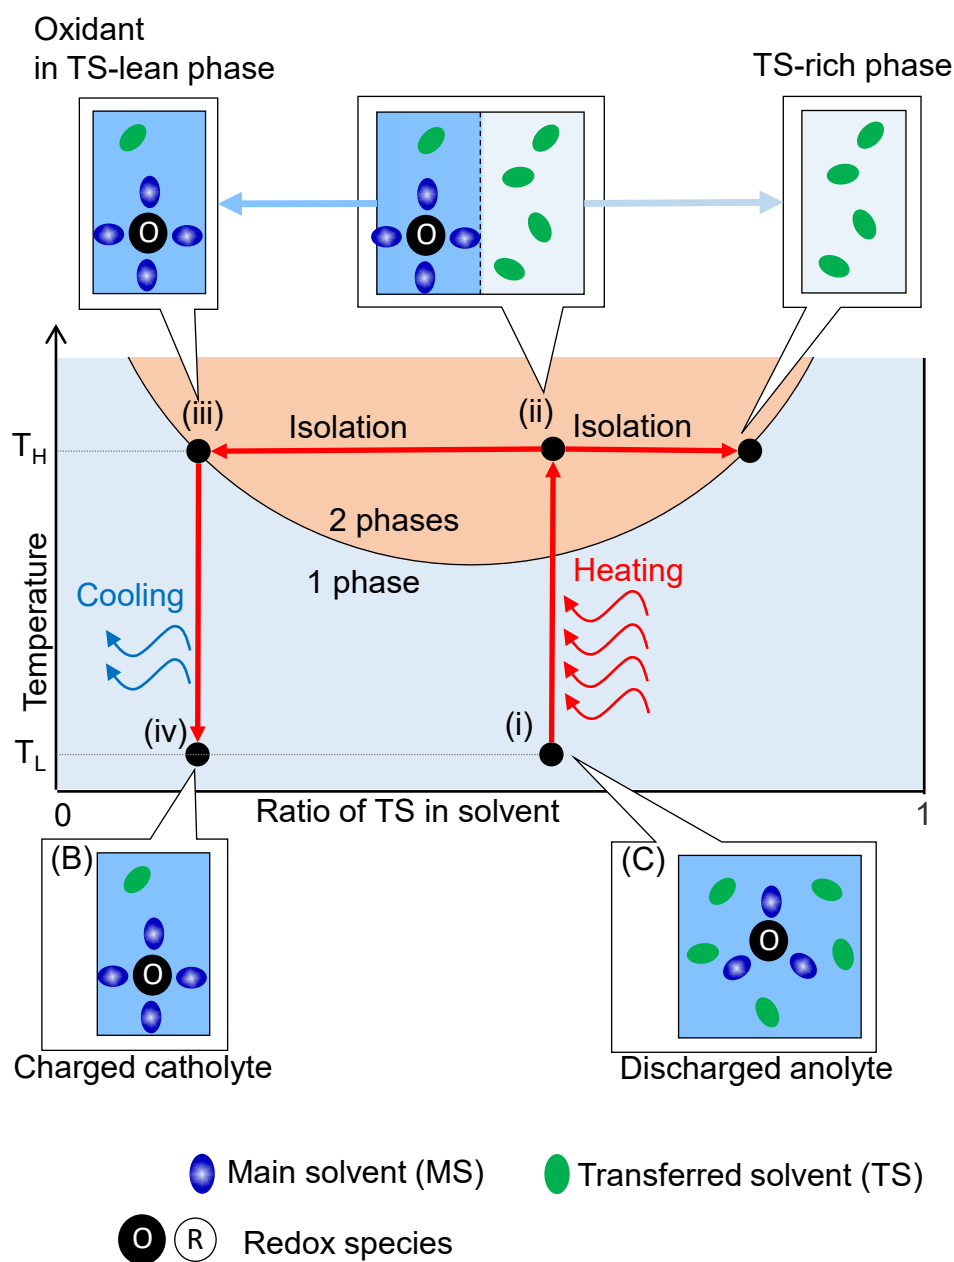 Oxidant
in TS-lean phase
TS-rich phase
O
O
(iii)
(ii)
Isolation
Isolation
TH
2 phases
1 phase
Heating
Cooling
Temperature
(iv)
(i)
TL
0
Ratio of TS in solvent
1
(B)
(C)
O
O
Charged catholyte
Discharged anolyte
Main solvent (MS)
Transferred solvent (TS)
O R Redox species